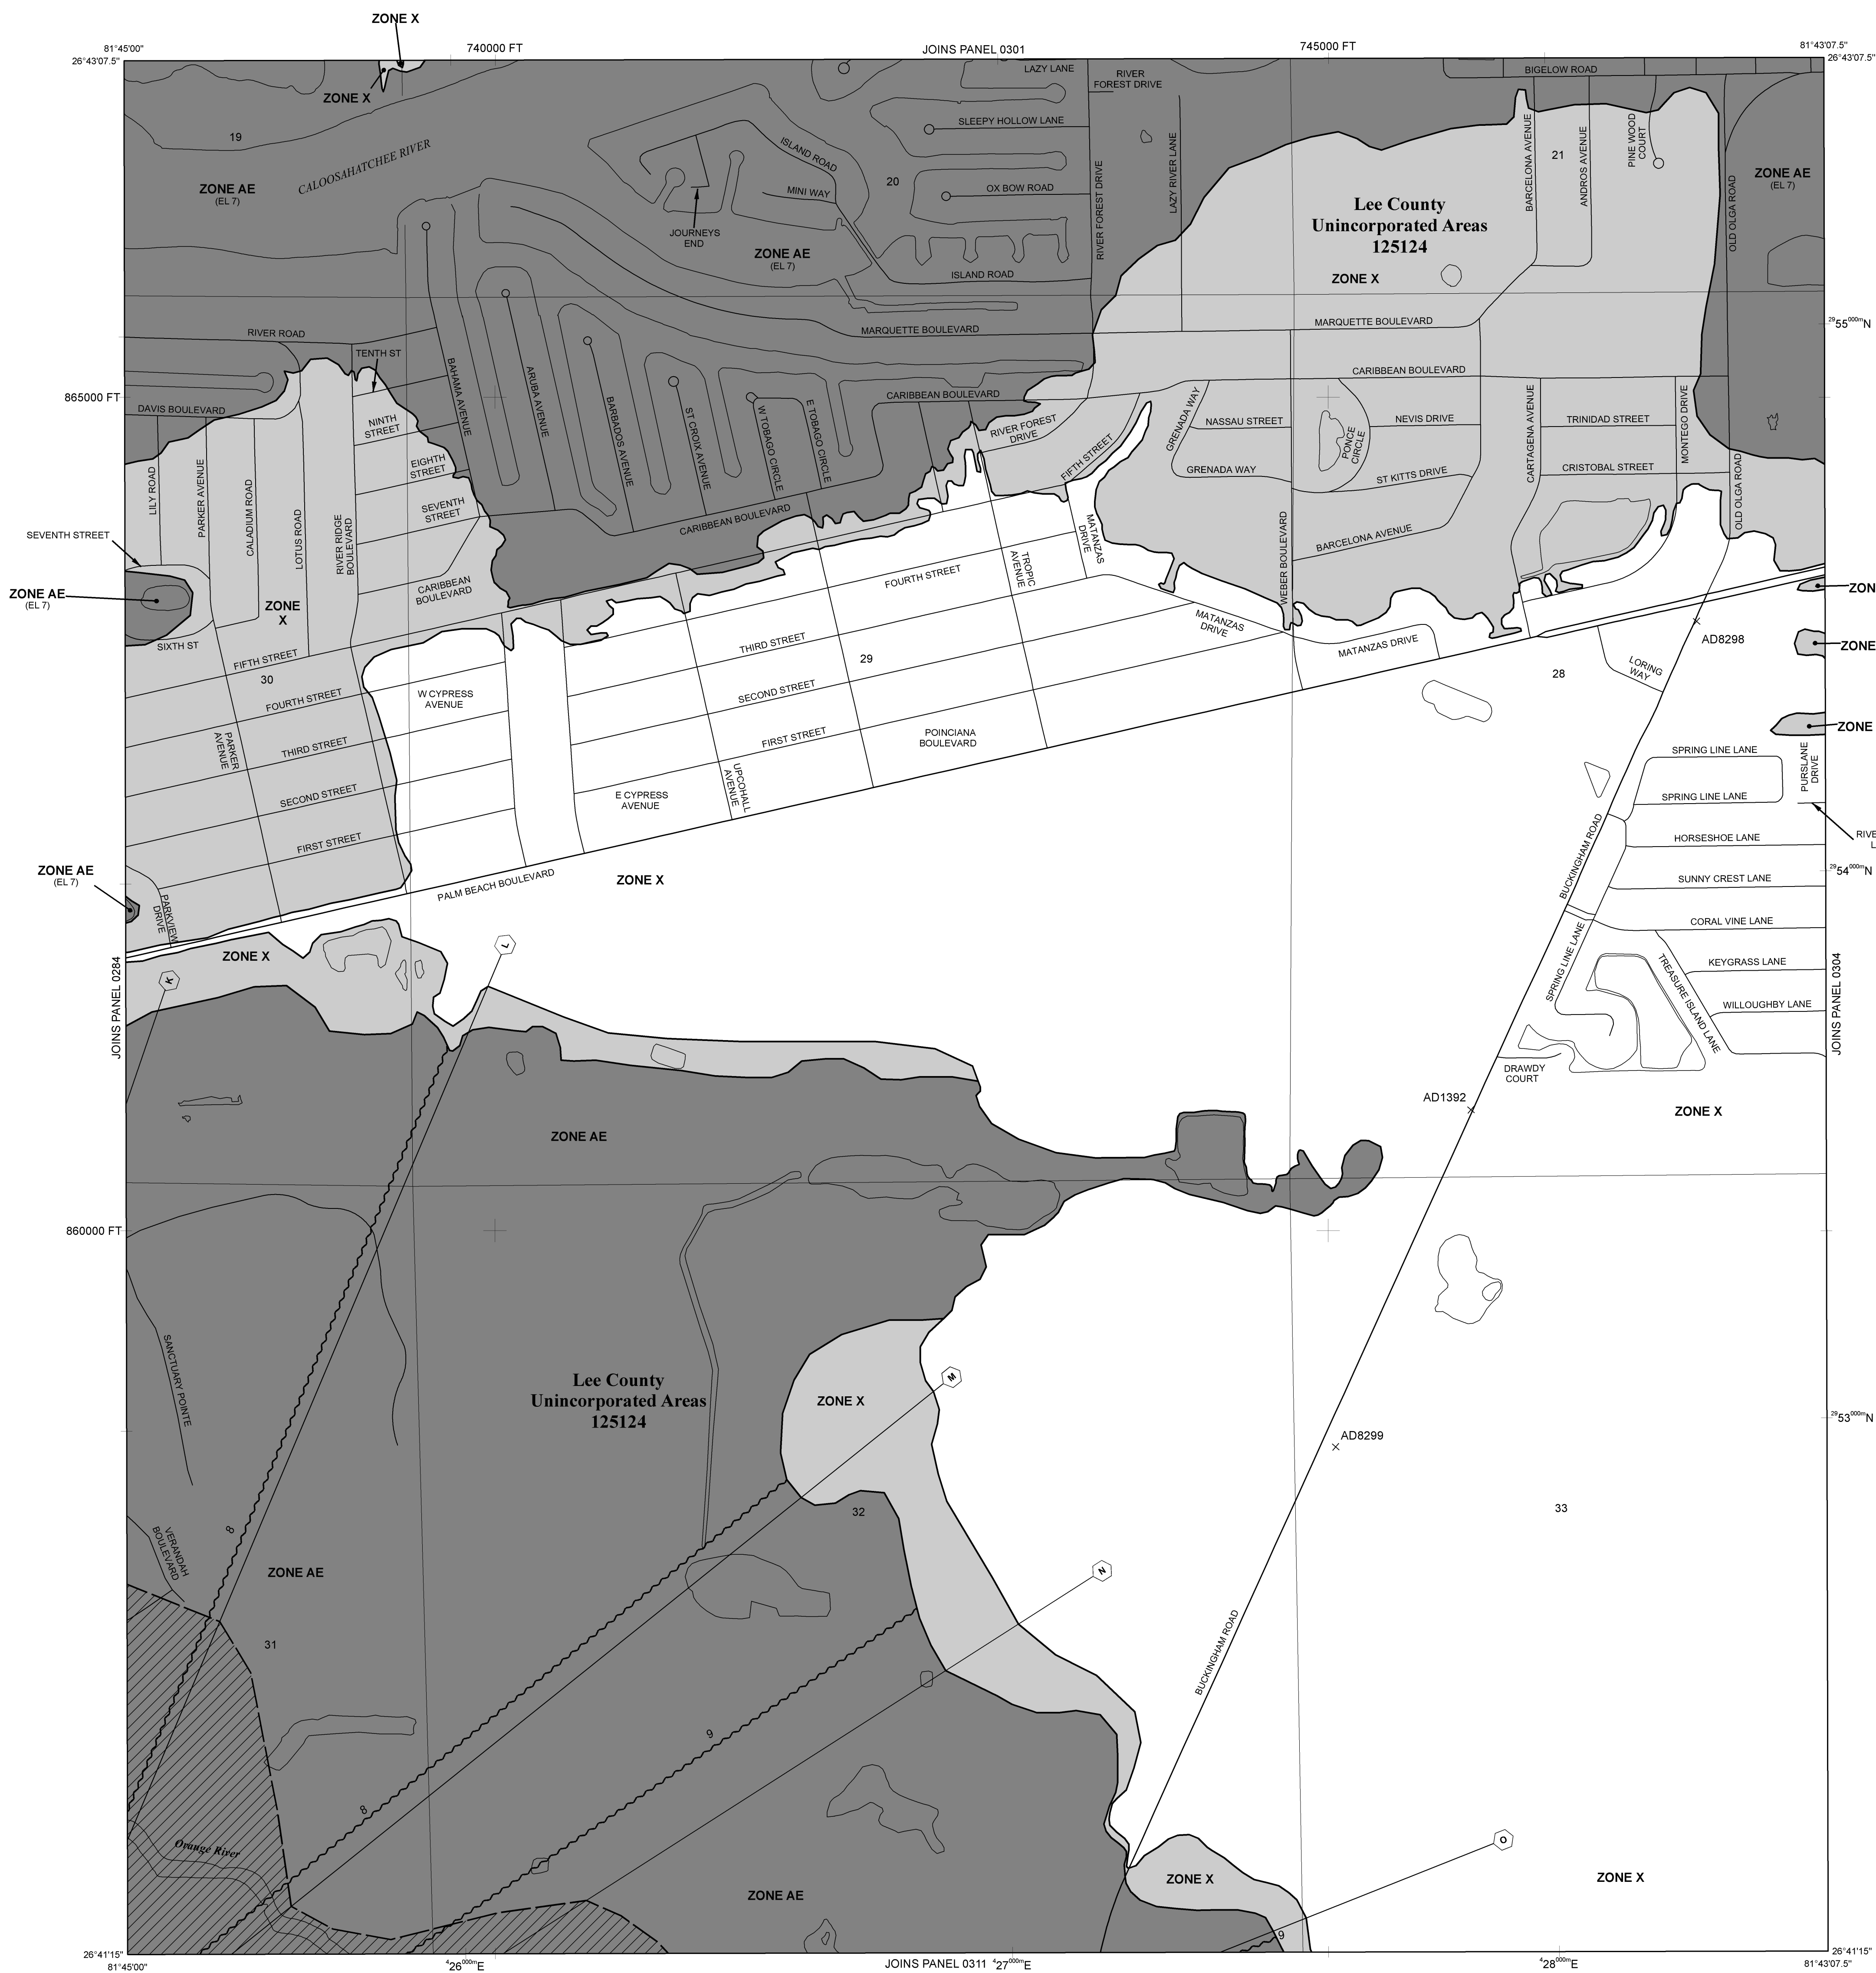 ZONE X
81°45'00"
740000 FT
JOINS PANEL 0301
745000 FT
81°43'07.5"
26°43'07.5"
26°43'07.5"
ZONE X
LAZY LANE
RIVER
FOREST DRIVE
BIGELOW ROAD
19
CALOOSAHATCHEE RIVER
ZONE AE
(EL 7)
SLEEPY HOLLOW LANE
ISLAND ROAD
20
MINI WAY
OX BOW ROAD
JOURNEYS
END
ZONE AE
(EL 7)
ISLAND ROAD
RIVER FOREST DRIVE
LAZY RIVER LANE
BARCELONA AVENUE
21
ANDROS AVENUE
PINE WOOD
COURT
OLD OLGA ROAD
ZONE AE
(EL 7)
Lee County
Unincorporated Areas
125124
ZONE X
RIVER ROAD
MARQUETTE BOULEVARD
MARQUETTE BOULEVARD
2955000mN
TENTH ST
BAHAMA AVENUE
ARUBA AVENUE
BARBADOS AVENUE
ST CROIX AVENUE
W TOBAGO CIRCLE
E TOBAGO CIRCLE
CARIBBEAN BOULEVARD
CARIBBEAN BOULEVARD
865000 FT
DAVIS BOULEVARD
NINTH
STREET
EIGHTH
STREET
SEVENTH
STREET
RIVER FOREST
DRIVE
FIFTH STREET
GRENADA WAY
NASSAU STREET
GRENADA WAY
PONCE
CIRCLE
NEVIS DRIVE
ST KITTS DRIVE
CARTAGENA AVENUE
TRINIDAD STREET
CRISTOBAL STREET
MONTEGO DRIVE
OLD OLGA ROAD
LILY ROAD
PARKER AVENUE
CALADIUM ROAD
LOTUS ROAD
RIVER RIDGE
BOULEVARD
SEVENTH STREET
CARIBBEAN BOULEVARD
MATANZAS
DRIVE
TROPIC
AVENUE
WEBER BOULEVARD
BARCELONA AVENUE
ZONE AE
(EL 7)
ZONE
X
CARIBBEAN
BOULEVARD
FOURTH STREET
ZON
MATANZAS
DRIVE
MATANZAS DRIVE
AD8298
ZONE
SIXTH ST
FIFTH STREET
THIRD STREET
29
28
LORING
WAY
30
FOURTH STREET
W CYPRESS
AVENUE
SECOND STREET
ZONE
PARKER
AVENUE
THIRD STREET
FIRST STREET
POINCIANA
BOULEVARD
SPRING LINE LANE
PURSLANE
DRIVE
SECOND STREET
E CYPRESS
AVENUE
UPCOHALL
AVENUE
SPRING LINE LANE
FIRST STREET
HORSESHOE LANE
RIVE
L
BUCKINGHAM ROAD
ZONE AE
(EL 7)
PALM BEACH BOULEVARD
ZONE X
SUNNY CREST LANE
2954000mN
PARKVIEW
DRIVE
CORAL VINE LANE
JOINS PANEL 0284
ZONE X
K
L
SPRING LINE LANE
TREASURE ISLAND LANE
KEYGRASS LANE
WILLOUGHBY LANE
JOINS PANEL 0304
DRAWDY
COURT
AD1392
ZONE X
ZONE AE
860000 FT
SANCTUARY POINTE
Lee County
Unincorporated Areas
125124
ZONE X
M
2953000mN
AD8299
32
33
8
VERANDAH
BOULEVARD
ZONE AE
N
31
BUCKINGHAM ROAD
9
8
Orange River
O
ZONE AE
ZONE X
ZONE X
9
26°41'15"
26°41'15"
81°45'00"
426000mE
JOINS PANEL 0311
427000mE
428000mE
81°43'07.5"